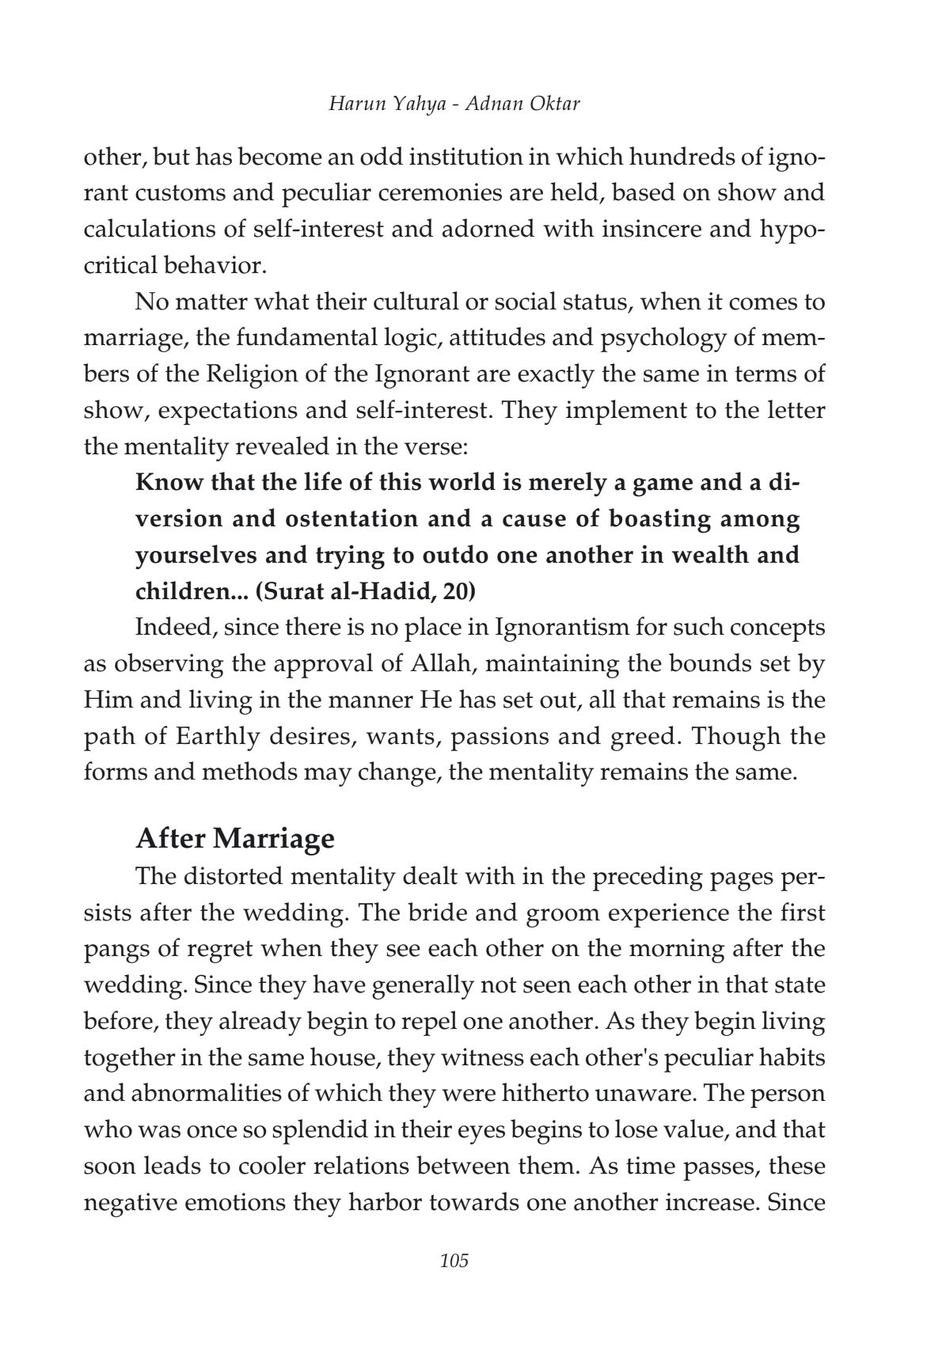 Harun Yahya - Adnan Oktar
other, but has become an odd institution in which hundreds of igno-
rant customs and peculiar ceremonies are held, based on show and
calculations of self-interest and adorned with insincere and hypo-
critical behavior.
No matter what their cultural or social status, when it comes to
marriage, the fundamental logic, attitudes and psychology of mem-
bers of the Religion of the Ignorant are exactly the same in terms of
show, expectations and self-interest. They implement to the letter
the mentality revealed in the verse:
Know that the life of this world is merely a game and a di-
version and ostentation and a cause of boasting among
yourselves and trying to outdo one another in wealth and
children... (Surat al-Hadid, 20)
Indeed, since there is no place in Ignorantism for such concepts
as observing the approval of Allah, maintaining the bounds set by
Him and living in the manner He has set out, all that remains is the
path of Earthly desires, wants, passions and greed. Though the
forms and methods may change, the mentality remains the same.
After Marriage
The distorted mentality dealt with in the preceding pages per-
sists after the wedding. The bride and groom experience the first
pangs of regret when they see each other on the morning after the
wedding. Since they have generally not seen each other in that state
before, they already begin to repel one another. As they begin living
together in the same house, they witness each other's peculiar habits
and abnormalities of which they were hitherto unaware. The person
who was once so splendid in their eyes begins to lose value, and that
soon leads to cooler relations between them. As time passes, these
negative emotions they harbor towards one another increase. Since
105